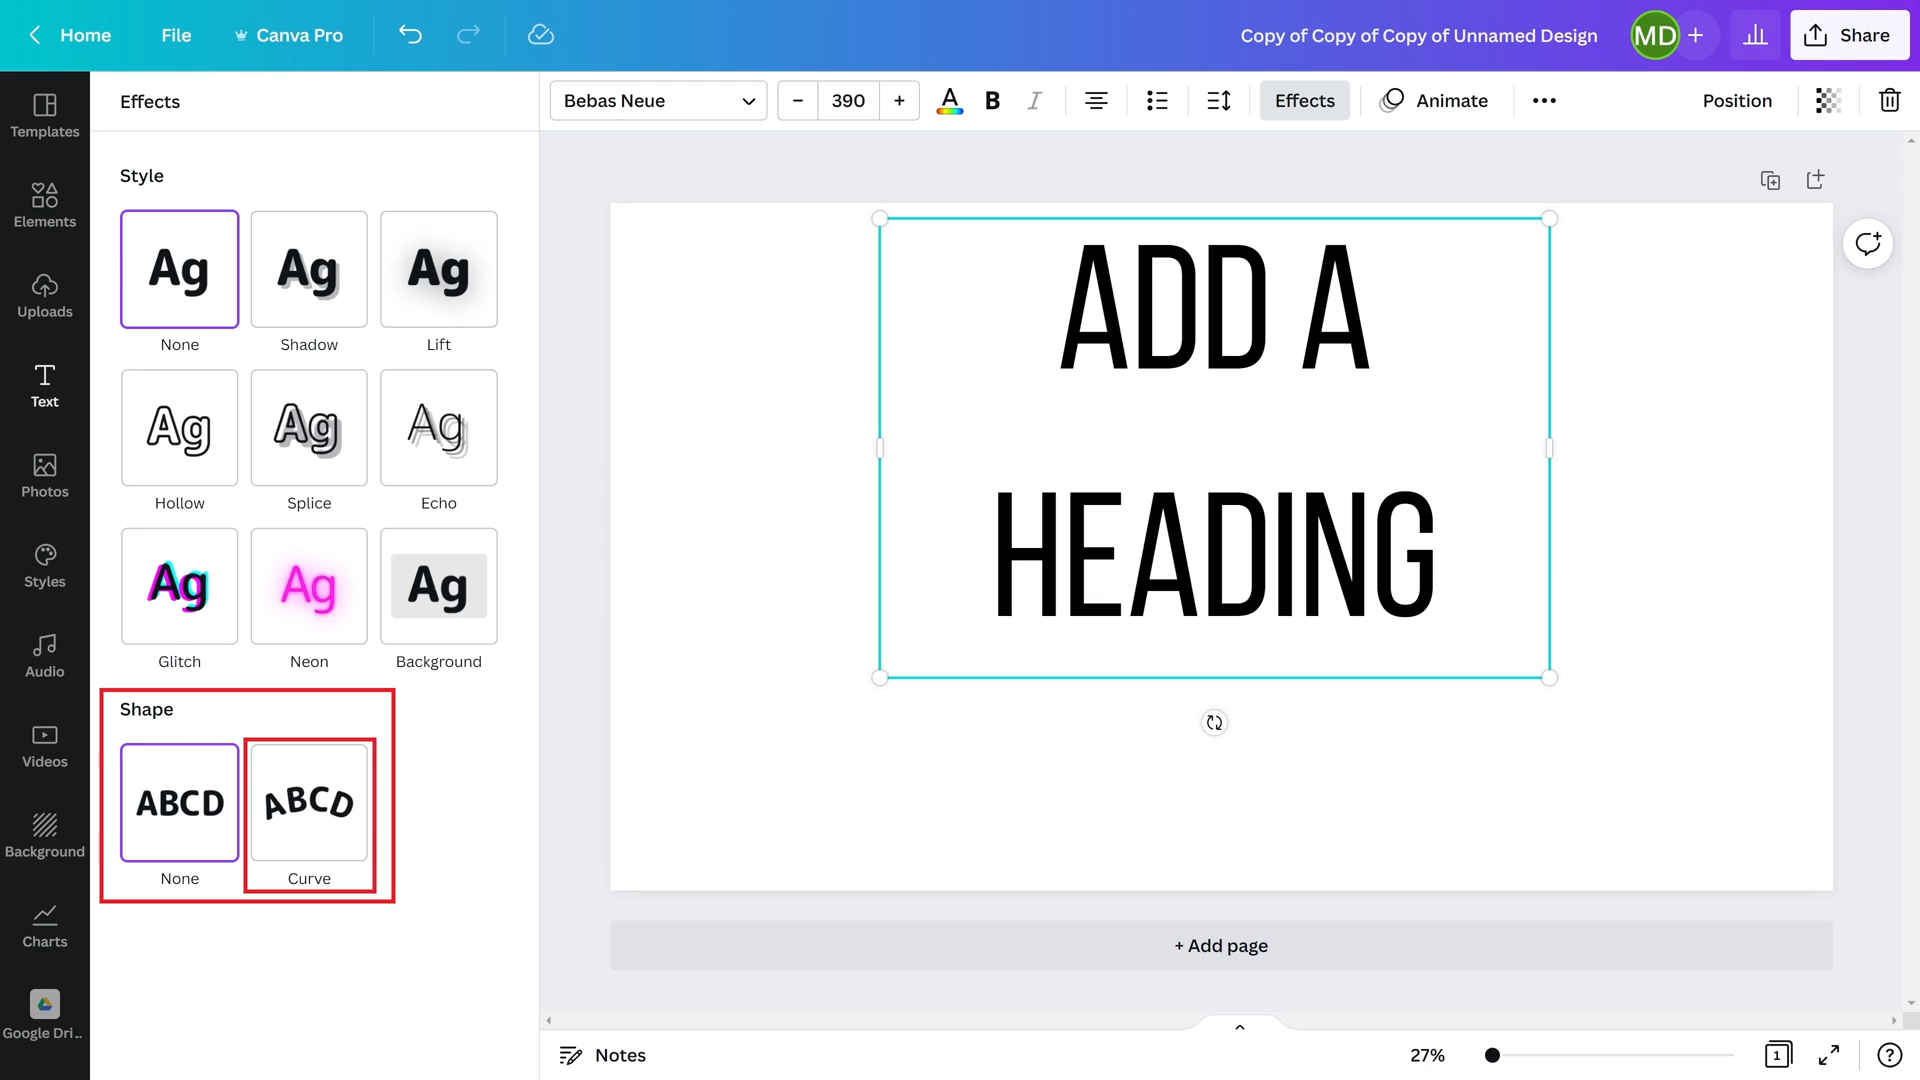 Home File Canva Pro Copy of Copy of Copy of Unnamed Design MD + Share
Effects
Bebas Neue - 390 + A B I Effects Animate ... Position
Templates
Elements
Uploads
Text
Photos
Styles
Audio
Videos
Background
Charts
Google Dri...
Style
Ag Ag Ag
None Shadow Lift
Ag Ag Ag
Hollow Splice Echo
Ag Ag Ag
Glitch Neon Background
Shape
ABCD ABCD
None Curve
ADD A
HEADING
+ Add page
Notes 27% 1 ?